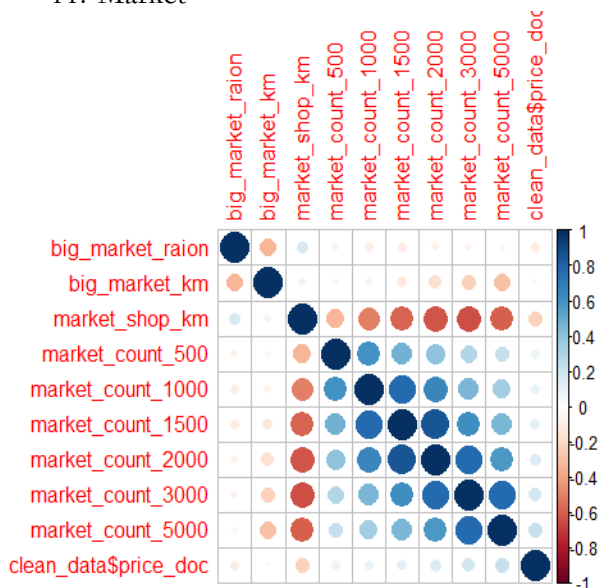 11. Market
big_market_raion
big_market_km
market_shop_km
market_count_500
market_count_1000
market_count_1500
market_count_2000
market_count_3000
market_count_5000
clean_data$price_doc
big_market_raion
big_market_km
market_shop_km
market_count_500
market_count_1000
market_count_1500
market_count_2000
market_count_3000
market_count_5000
clean_data$price_doc
1
0.8
0.6
0.4
0.2
0
-0.2
-0.4
-0.6
-0.8
-1